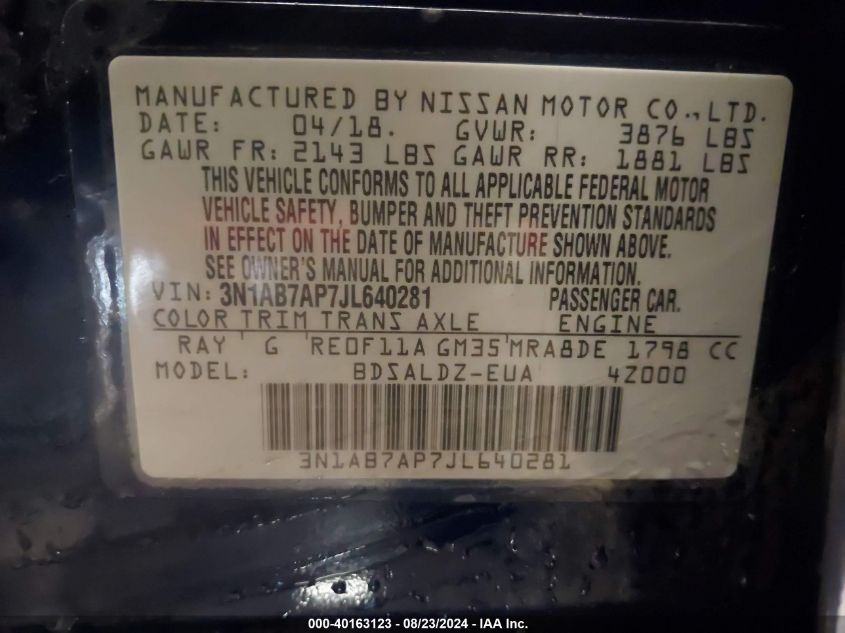 MANUFACTURED BY NISSAN MOTOR CO., LTD.
DATE: 04/18. GVWR: 3876 LBS
GAWR FR: 2143 LBS GAWR RR: 1881 LBS
THIS VEHICLE CONFORMS TO ALL APPLICABLE FEDERAL MOTOR
VEHICLE SAFETY, BUMPER AND THEFT PREVENTION STANDARDS
IN EFFECT ON THE DATE OF MANUFACTURE SHOWN ABOVE.
SEE OWNER'S MANUAL FOR ADDITIONAL INFORMATION.
VIN: 3N1AB7AP7JL640281 PASSENGER CAR.
COLOR TRIM TRANS AXLE ENGINE
RAY G RE0F11A GM35 MRA8DE 1798 CC
MODEL: BDSALDZ-EUA 4Z000
3N1AB7AP7JL640281
000-40163123 - 08/23/2024 - IAA Inc.